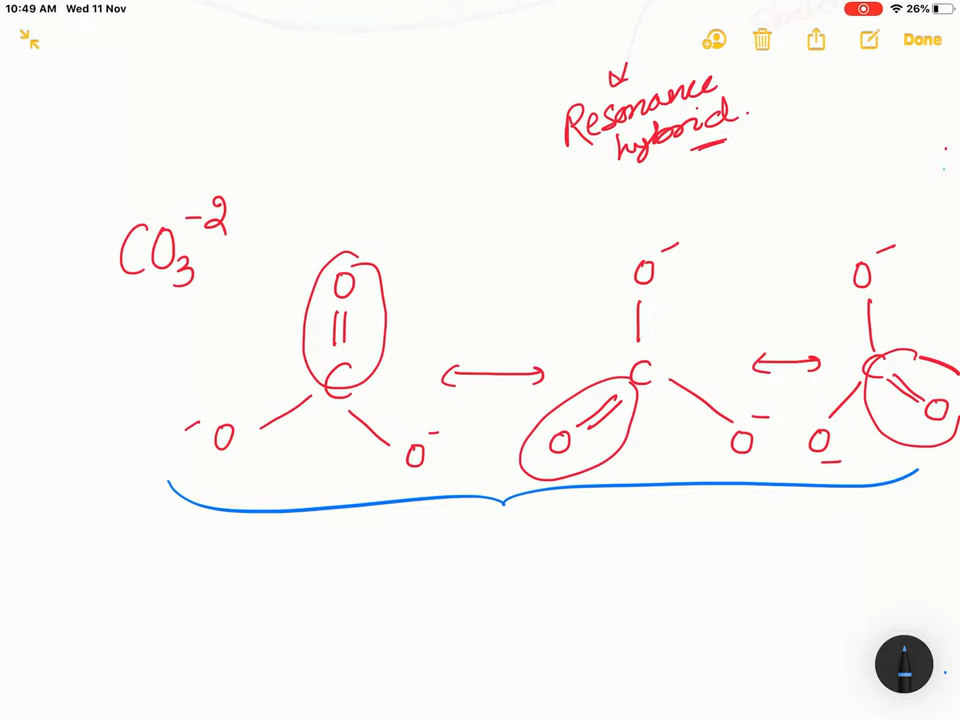 10:49 AM Wed 11 Nov
26%
Done
Resonance
hybrid.
CO₃⁻²
O O⁻ O⁻
C C C
⁻O O⁻ O O⁻ O⁻ O